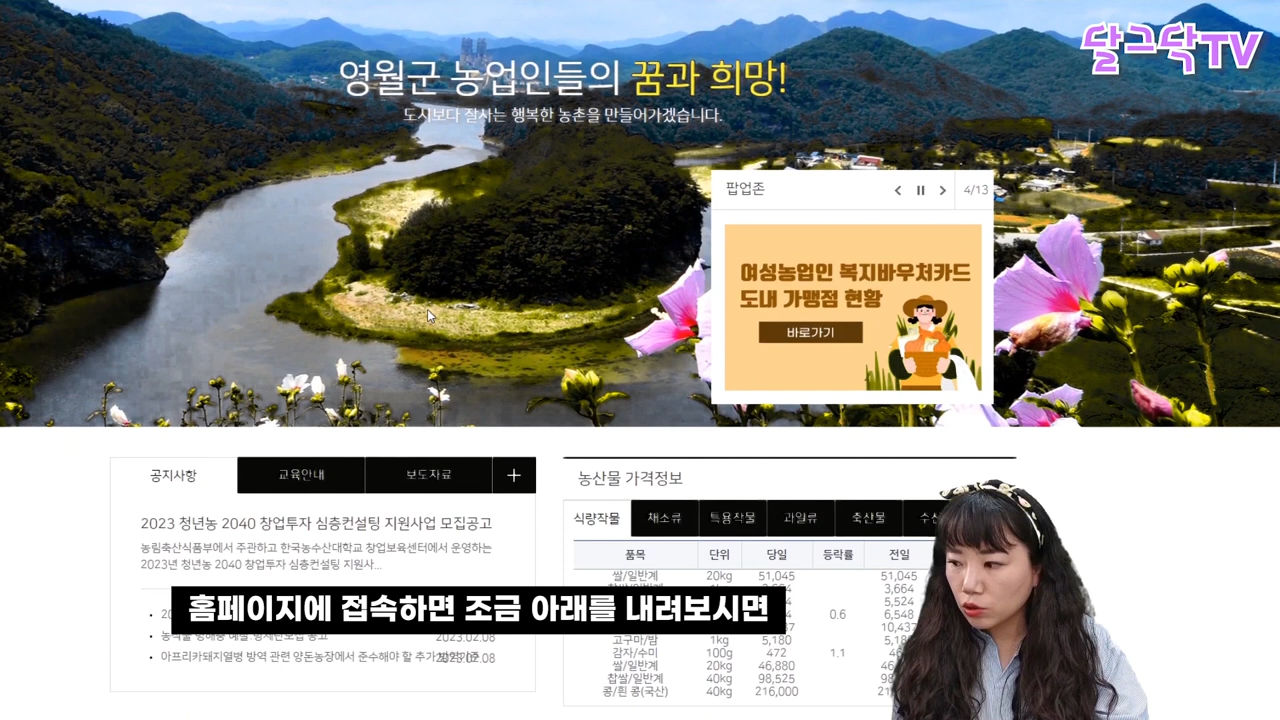 달그닥TV
영월군 농업인들의 꿈과 희망!
도시보다 잘사는 행복한 농촌을 만들어가겠습니다.
팝업존
4/13
여성농업인 복지바우처카드
도내 가맹점 현황
바로가기
공지사항 교육안내 보도자료 +
2023 청년농 2040 창업투자 심층컨설팅 지원사업 모집공고
농림축산식품부에서 주관하고 한국농수산대학교 창업보육센터에서 운영하는
2023년 청년농 2040 창업투자 심층컨설팅 지원사...
홈페이지에 접속하면 조금 아래를 내려보시면
2023.02.08
아프리카돼지열병 방역 관련 양돈농장에서 준수해야 할 추가 2023.02.08
농산물 가격정보
식량작물 채소류 특용작물 과일류 축산물
품목 단위 당일 등락률 전일
쌀/일반계 20kg 51,045 51,045
3,664
5,524
0.6 6,548
10,437
고구마/밤 1kg 5,180
감자/수미 100g 472 1.1
쌀/일반계 20kg 46,880
찹쌀/일반계 40kg 98,525
콩/흰 콩(국산) 40kg 216,000